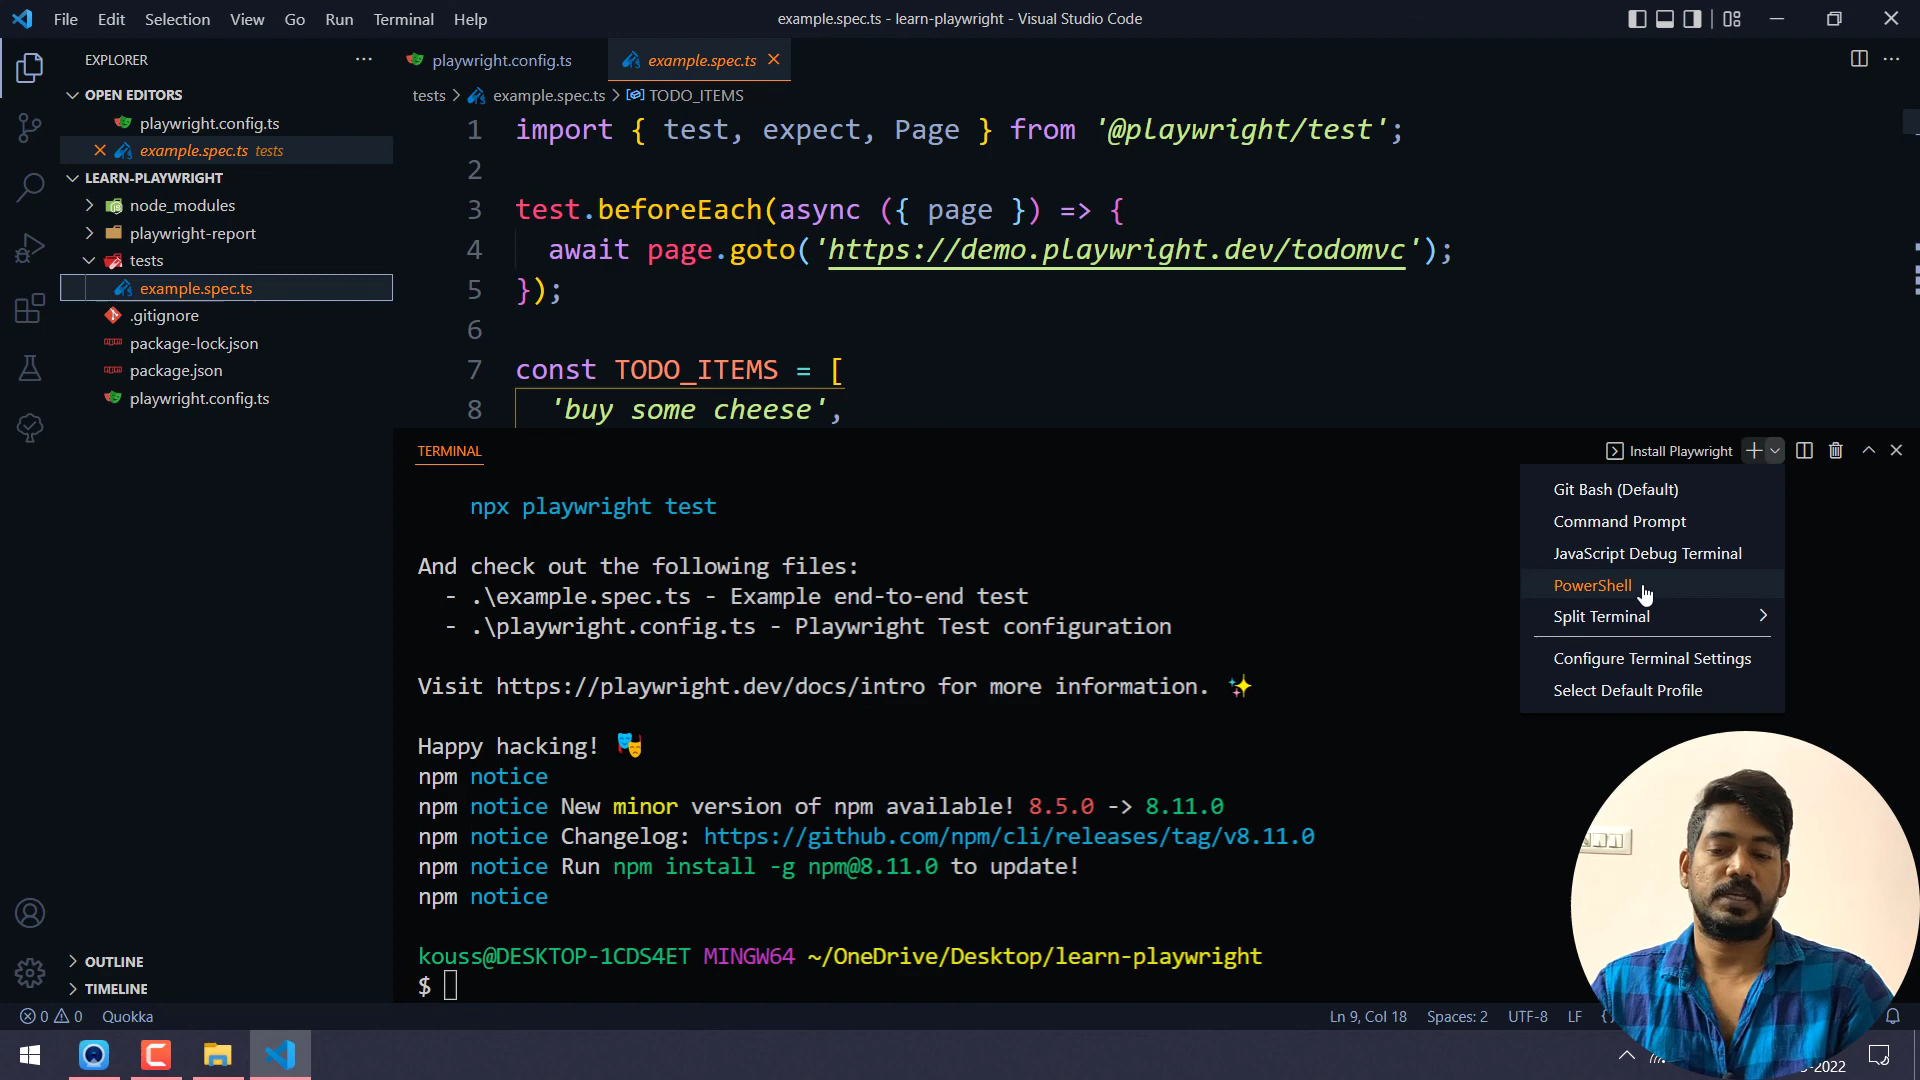 File Edit Selection View Go Run Terminal Help
example.spec.ts - learn-playwright - Visual Studio Code
EXPLORER
OPEN EDITORS
playwright.config.ts
example.spec.ts tests
LEARN-PLAYWRIGHT
node_modules
playwright-report
tests
example.spec.ts
.gitignore
package-lock.json
package.json
playwright.config.ts
OUTLINE
TIMELINE
playwright.config.ts
example.spec.ts
tests > example.spec.ts > TODO_ITEMS
1 import { test, expect, Page } from '@playwright/test';
2
3 test.beforeEach(async ({ page }) => {
4 await page.goto('https://demo.playwright.dev/todomvc');
5 });
6
7 const TODO_ITEMS = [
8 'buy some cheese',
TERMINAL
Install Playwright
Git Bash (Default)
Command Prompt
JavaScript Debug Terminal
PowerShell
Split Terminal
Configure Terminal Settings
Select Default Profile
npx playwright test
And check out the following files:
- .\example.spec.ts - Example end-to-end test
- .\playwright.config.ts - Playwright Test configuration
Visit https://playwright.dev/docs/intro for more information. ✨
Happy hacking! 🎭
npm notice
npm notice New minor version of npm available! 8.5.0 -> 8.11.0
npm notice Changelog: https://github.com/npm/cli/releases/tag/v8.11.0
npm notice Run npm install -g npm@8.11.0 to update!
npm notice
kouss@DESKTOP-1CDS4ET MINGW64 ~/OneDrive/Desktop/learn-playwright
$
0 0 Quokka
Ln 9, Col 18 Spaces: 2 UTF-8 LF {
-2022